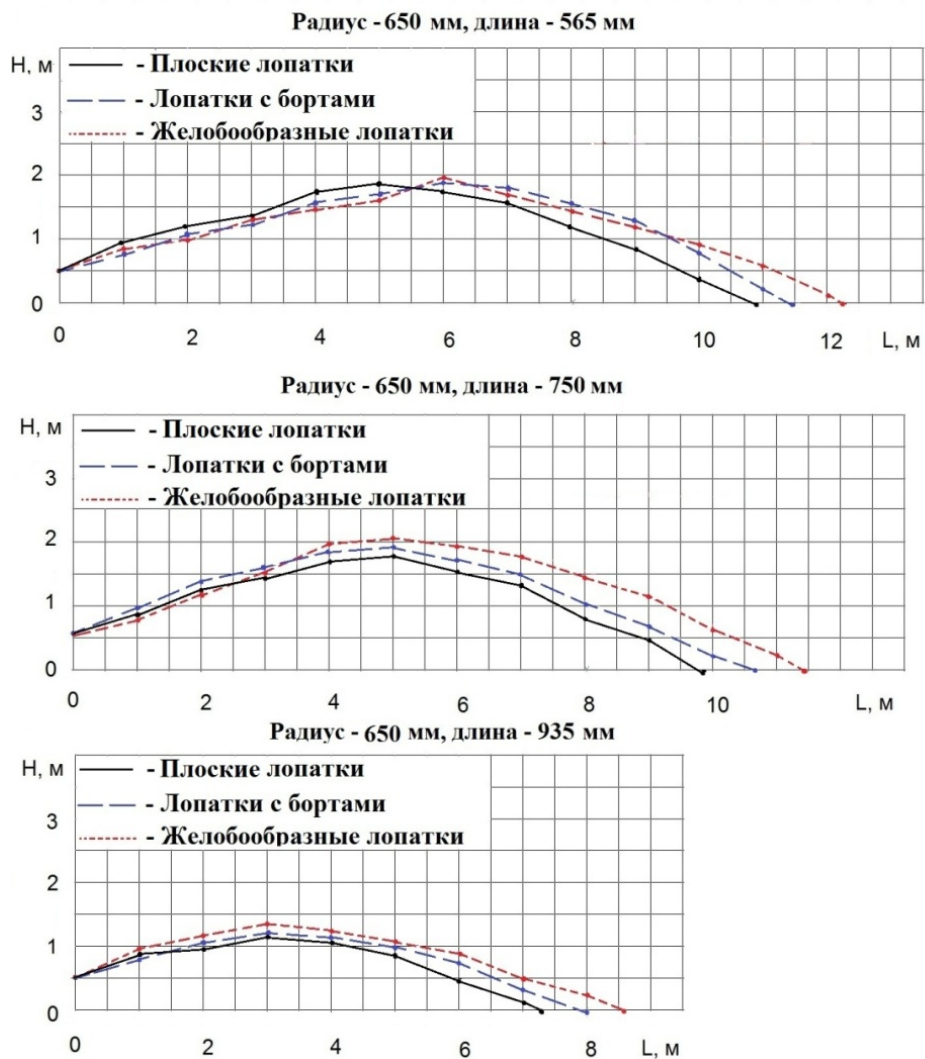 Радиус - 650 мм, длина - 565 мм
H, м
- Плоские лопатки
- Лопатки с бортами
3
- Желобообразные лопатки
2
1
0
0 2 4 6 8 10 12 L, м
Радиус - 650 мм, длина - 750 мм
H, м
- Плоские лопатки
- Лопатки с бортами
3
- Желобообразные лопатки
2
1
0
0 2 4 6 8 10 L, м
Радиус - 650 мм, длина - 935 мм
H, м
- Плоские лопатки
- Лопатки с бортами
3
- Желобообразные лопатки
2
1
0
0 2 4 6 8 L, м